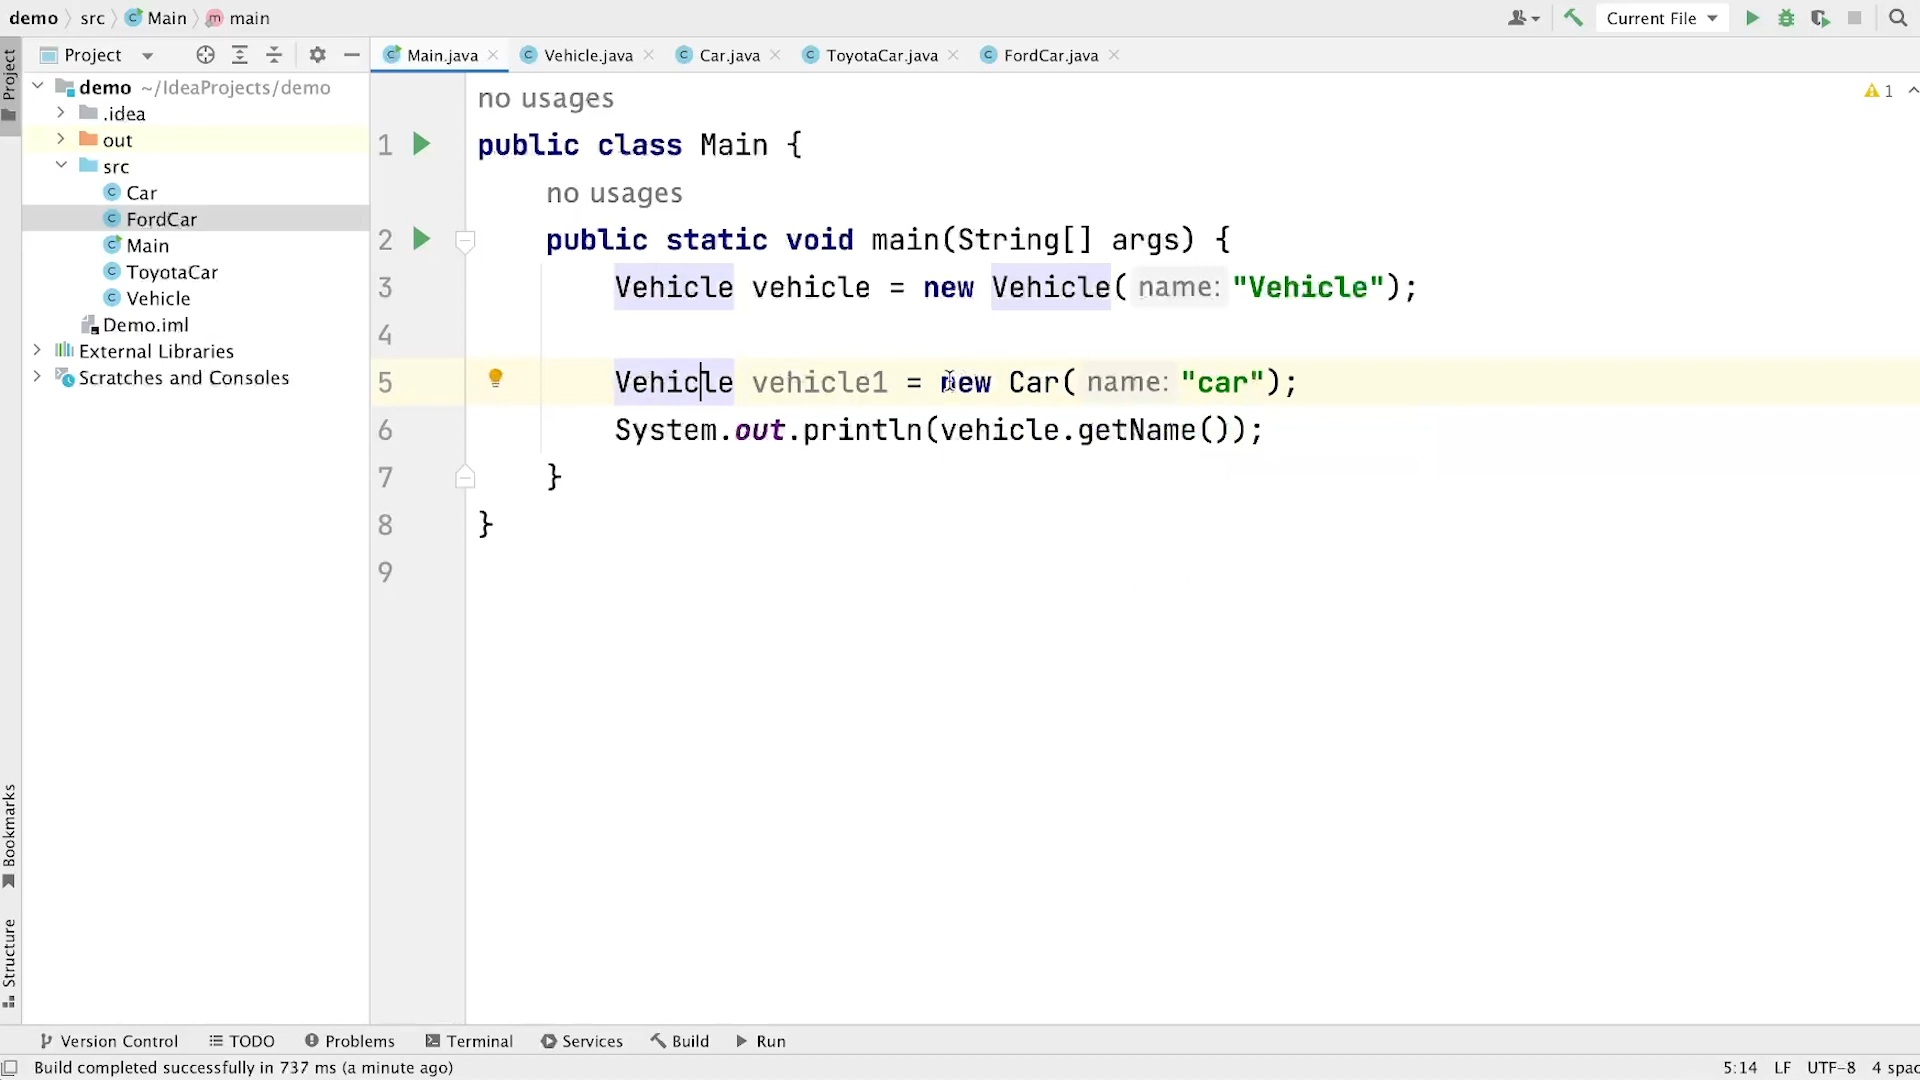 demo src Main main
Current File
Project
Main.java Vehicle.java Car.java ToyotaCar.java FordCar.java
Project
demo ~/IdeaProjects/demo
.idea
out
src
Car
FordCar
Main
ToyotaCar
Vehicle
Demo.iml
External Libraries
Scratches and Consoles
1
no usages
1 public class Main {
no usages
2 public static void main(String[] args) {
3 Vehicle vehicle = new Vehicle( name: "Vehicle");
4
5 Vehicle vehicle1 = new Car( name: "car");
6 System.out.println(vehicle.getName());
7 }
8 }
9
Bookmarks
Structure
Version Control TODO Problems Terminal Services Build Run
Build completed successfully in 737 ms (a minute ago)
5:14 LF UTF-8 4 spac